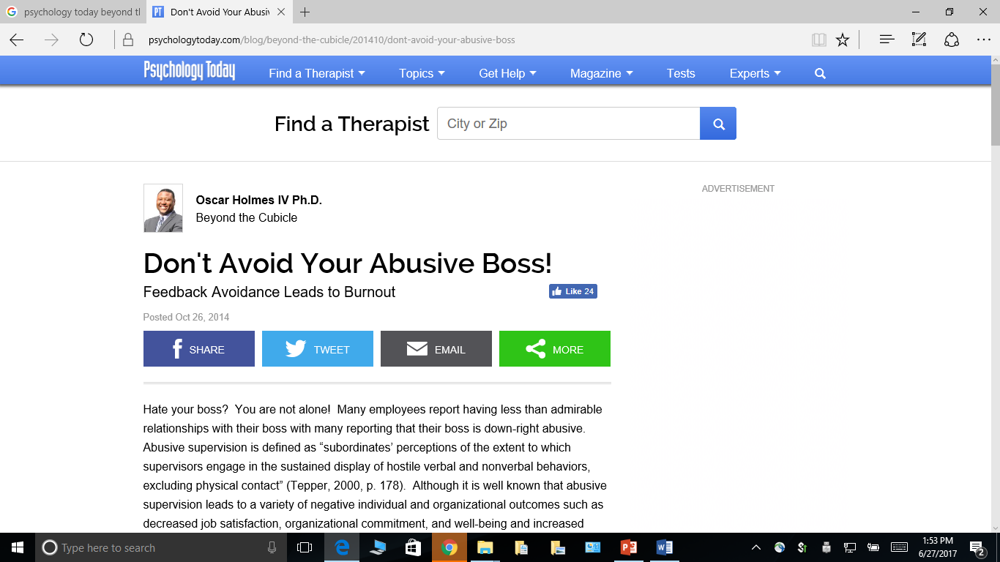 psychology today beyond tl
Don't Avoid Your Abusiv
psychologytoday.com/blog/beyond-the-cubicle/201410/dont-avoid-your-abusive-boss
Psychology Today
Find a Therapist Topics Get Help Magazine Tests Experts
Find a Therapist City or Zip
Oscar Holmes IV Ph.D.
Beyond the Cubicle
ADVERTISEMENT
Don't Avoid Your Abusive Boss!
Feedback Avoidance Leads to Burnout
Like 24
Posted Oct 26, 2014
SHARE TWEET EMAIL MORE
Hate your boss?  You are not alone!  Many employees report having less than admirable
relationships with their boss with many reporting that their boss is down-right abusive.
Abusive supervision is defined as “subordinates’ perceptions of the extent to which
supervisors engage in the sustained display of hostile verbal and nonverbal behaviors,
excluding physical contact” (Tepper, 2000, p. 178).  Although it is well known that abusive
supervision leads to a variety of negative individual and organizational outcomes such as
decreased job satisfaction, organizational commitment, and well-being and increased
Type here to search
1:53 PM
6/27/2017
2